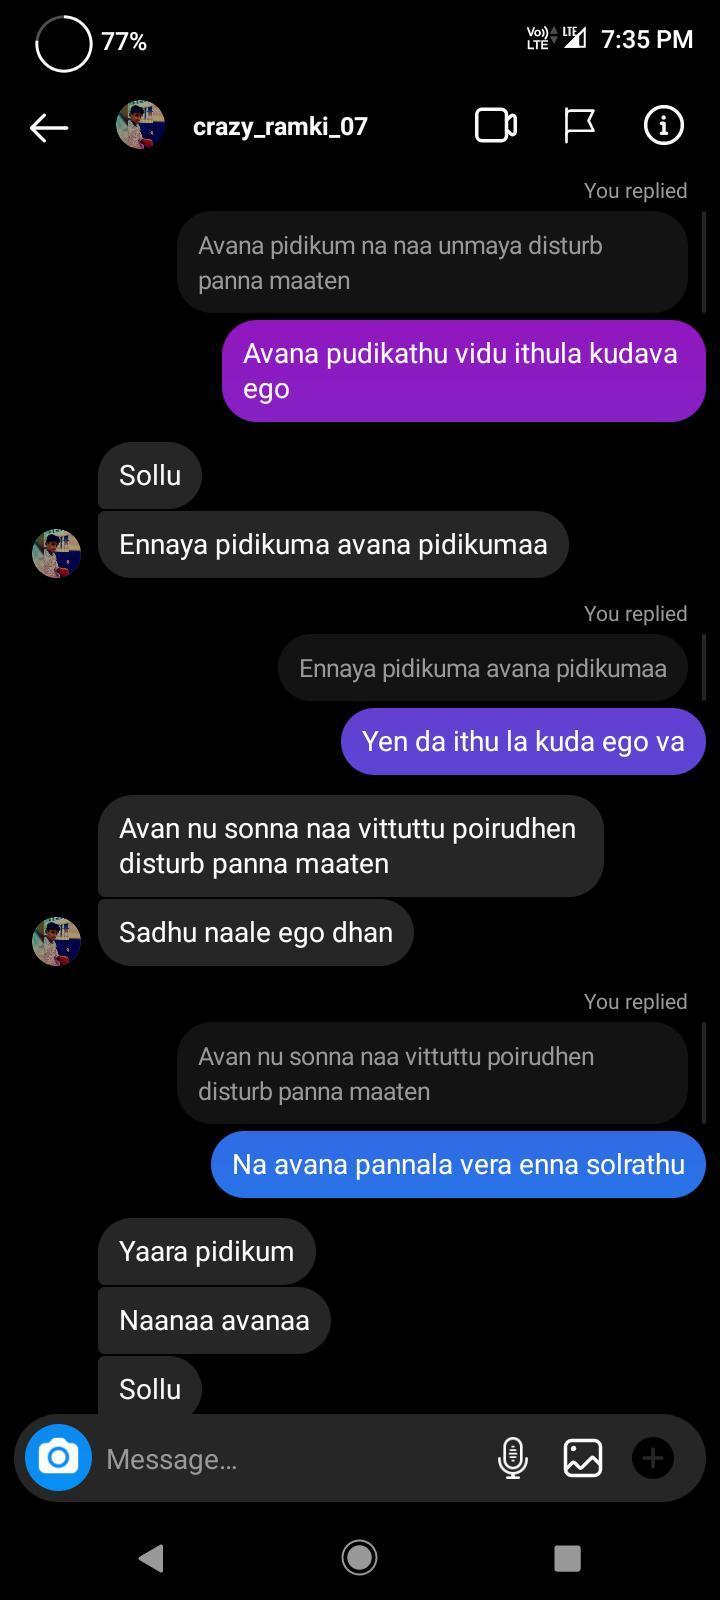 77%
Vo)) LTE LTE 7:35 PM
crazy_ramki_07
You replied
Avana pidikum na naa unmaya disturb
panna maaten
Avana pudikathu vidu ithula kudava
ego
Sollu
Ennaya pidikuma avana pidikumaa
You replied
Ennaya pidikuma avana pidikumaa
Yen da ithu la kuda ego va
Avan nu sonna naa vittuttu poirudhen
disturb panna maaten
Sadhu naale ego dhan
You replied
Avan nu sonna naa vittuttu poirudhen
disturb panna maaten
Na avana pannala vera enna solrathu
Yaara pidikum
Naanaa avanaa
Sollu
Message...